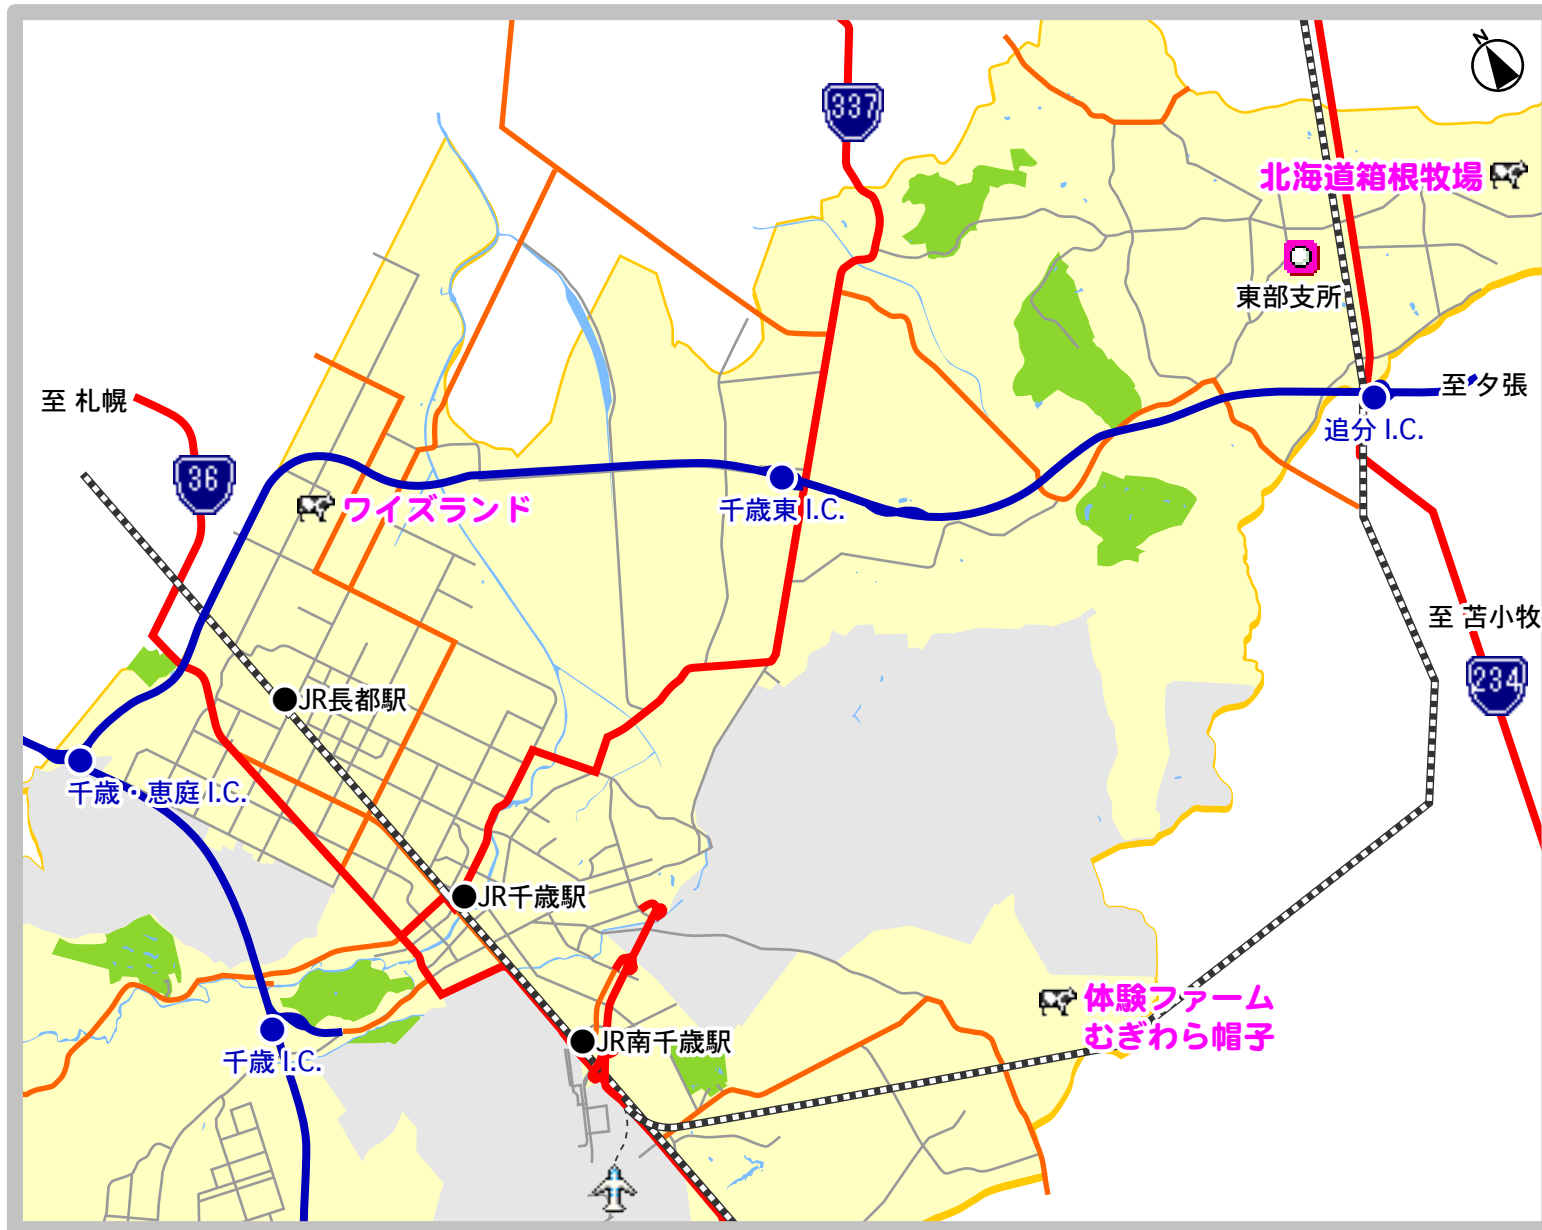 N
337
北海道箱根牧場
東部支所
至 札幌
至 夕張
追分 I.C.
36
ワイズランド
千歳東 I.C.
至 苫小牧
234
JR長都駅
千歳・恵庭 I.C.
JR千歳駅
体験ファーム
むぎわら帽子
JR南千歳駅
千歳 I.C.